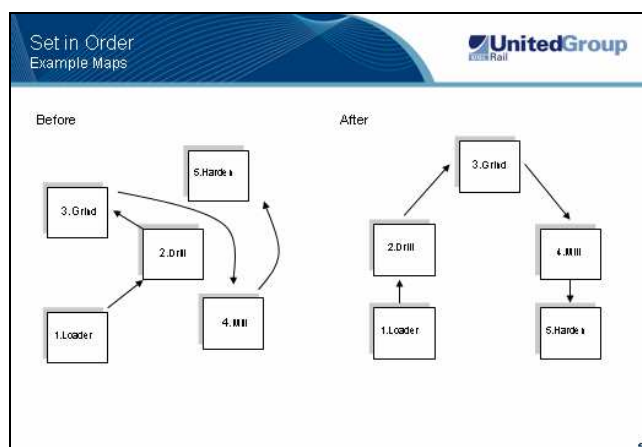 Set in Order
Example Maps
UnitedGroup
Rail
Before
After
5.Harden
3.Grind
2.Drill
1.Loader
4.Mill
3.Grind
2.Drill
4.Mill
1.Loader
5.Harden